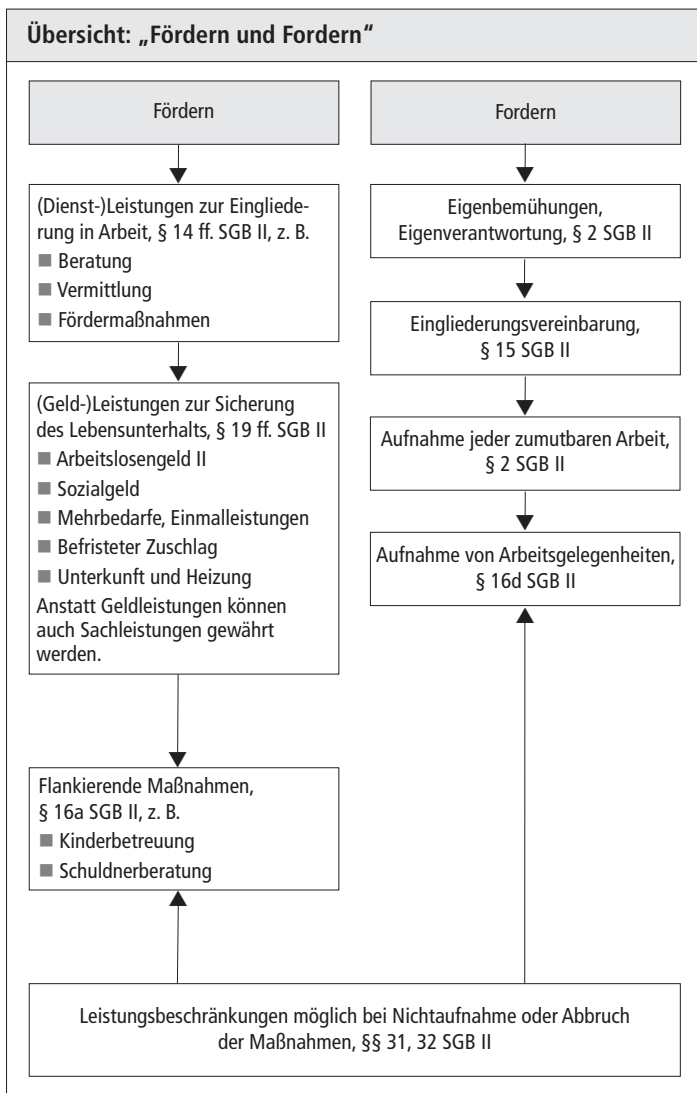 Übersicht: „Fördern und Fordern“
Fördern
(Dienst-)Leistungen zur Eingliede-
rung in Arbeit, § 14 ff. SGB II, z. B.
■ Beratung
■ Vermittlung
■ Fördermaßnahmen
(Geld-)Leistungen zur Sicherung
des Lebensunterhalts, § 19 ff. SGB II
■ Arbeitslosengeld II
■ Sozialgeld
■ Mehrbedarfe, Einmalleistungen
■ Befristeter Zuschlag
■ Unterkunft und Heizung
Anstatt Geldleistungen können
auch Sachleistungen gewährt
werden.
Flankierende Maßnahmen,
§ 16a SGB II, z. B.
■ Kinderbetreuung
■ Schuldnerberatung
Fordern
Eigenbemühungen,
Eigenverantwortung, § 2 SGB II
Eingliederungsvereinbarung,
§ 15 SGB II
Aufnahme jeder zumutbaren Arbeit,
§ 2 SGB II
Aufnahme von Arbeitsgelegenheiten,
§ 16d SGB II
Leistungsbeschränkungen möglich bei Nichtaufnahme oder Abbruch
der Maßnahmen, §§ 31, 32 SGB II